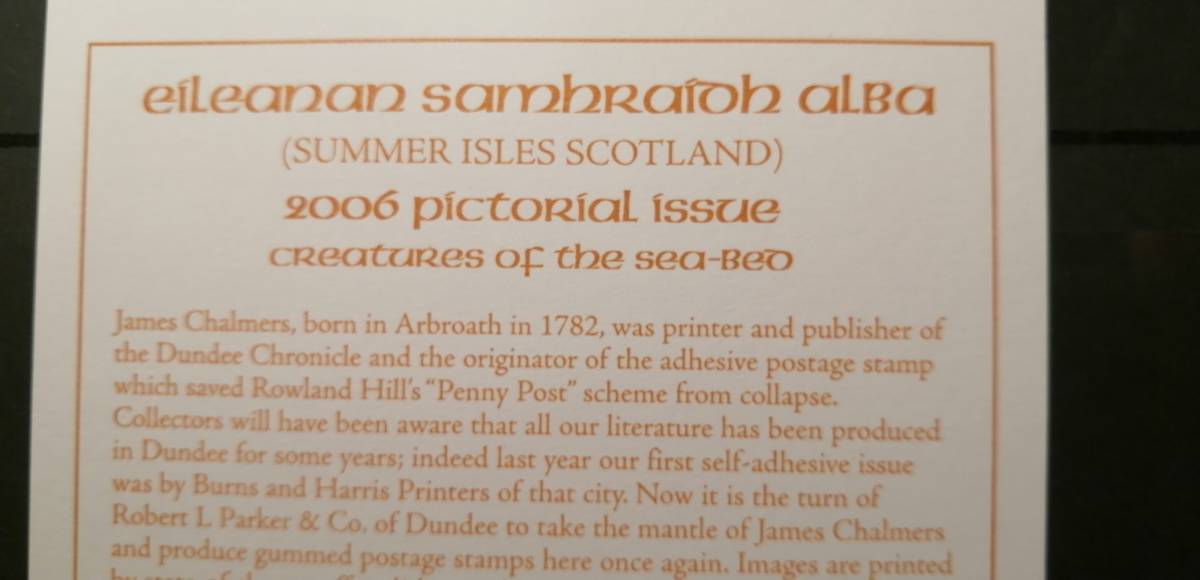 eíleanan samhraídh alba
(SUMMER ISLES SCOTLAND)
2006 píctoríal íssue
creatures of the sea-bed
James Chalmers, born in Arbroath in 1782, was printer and publisher of
the Dundee Chronicle and the originator of the adhesive postage stamp
which saved Rowland Hill's "Penny Post" scheme from collapse.
Collectors will have been aware that all our literature has been produced
in Dundee for some years; indeed last year our first self-adhesive issue
was by Burns and Harris Printers of that city. Now it is the turn of
Robert L Parker & Co. of Dundee to take the mantle of James Chalmers
and produce gummed postage stamps here once again. Images are printed